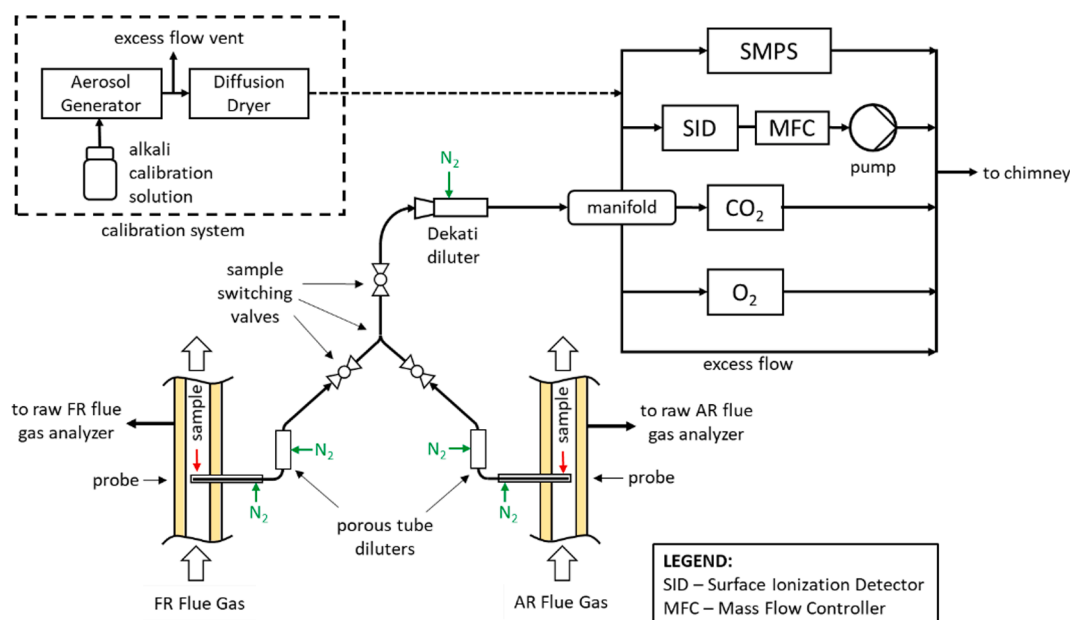 excess flow vent
Aerosol
Generator
Diffusion
Dryer
alkali
calibration
solution
calibration system
SMPS
SID
MFC
pump
to chimney
N2
manifold
CO2
Dekati
diluter
O2
excess flow
sample
switching
valves
to raw FR flue
gas analyzer
sample
probe
N2
N2
porous tube
diluters
N2
N2
sample
to raw AR flue
gas analyzer
probe
FR Flue Gas
AR Flue Gas
LEGEND:
SID – Surface Ionization Detector
MFC – Mass Flow Controller